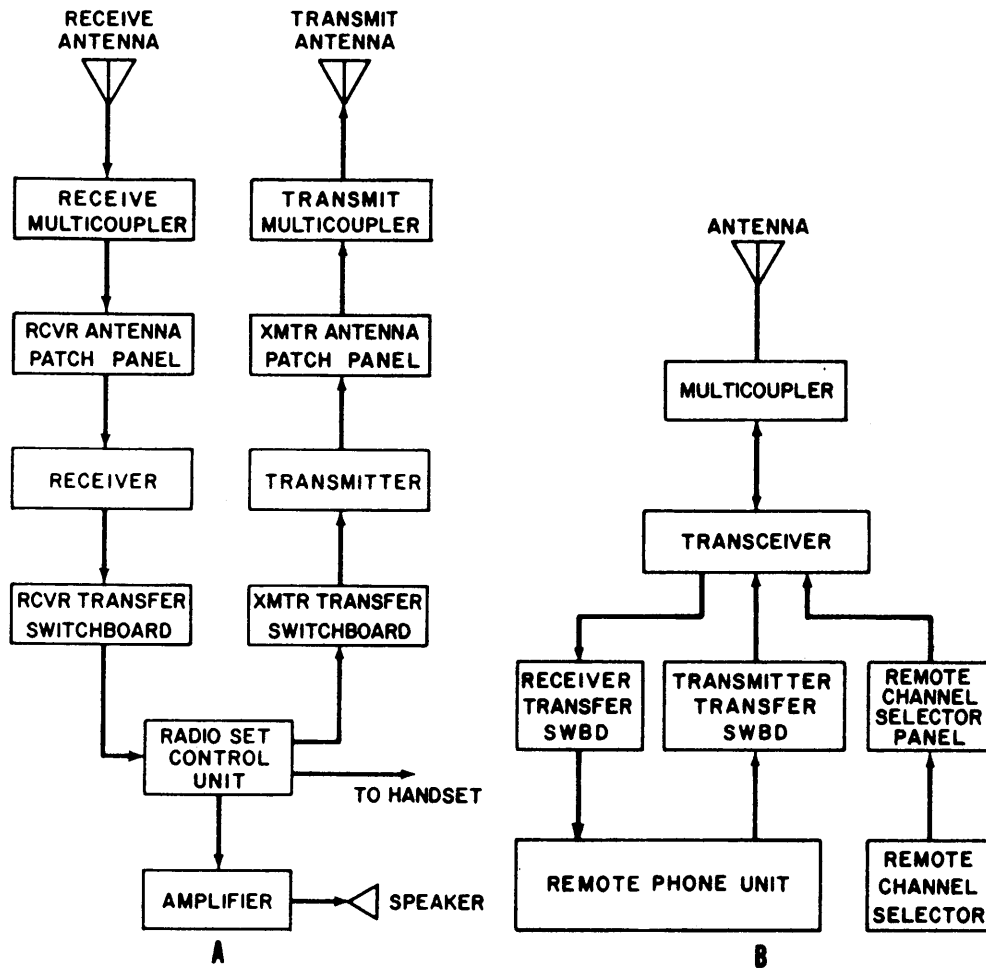 RECEIVE
ANTENNA
TRANSMIT
ANTENNA
RECEIVE
MULTICOUPLER
TRANSMIT
MULTICOUPLER
RCVR ANTENNA
PATCH PANEL
XMTR ANTENNA
PATCH PANEL
RECEIVER
TRANSMITTER
RCVR TRANSFER
SWITCHBOARD
XMTR TRANSFER
SWITCHBOARD
RADIO SET
CONTROL
UNIT
TO HANDSET
AMPLIFIER
SPEAKER
A
ANTENNA
MULTICOUPLER
TRANSCEIVER
RECEIVER
TRANSFER
SWBD
TRANSMITTER
TRANSFER
SWBD
REMOTE
CHANNEL
SELECTOR
PANEL
REMOTE PHONE UNIT
REMOTE
CHANNEL
SELECTOR
B